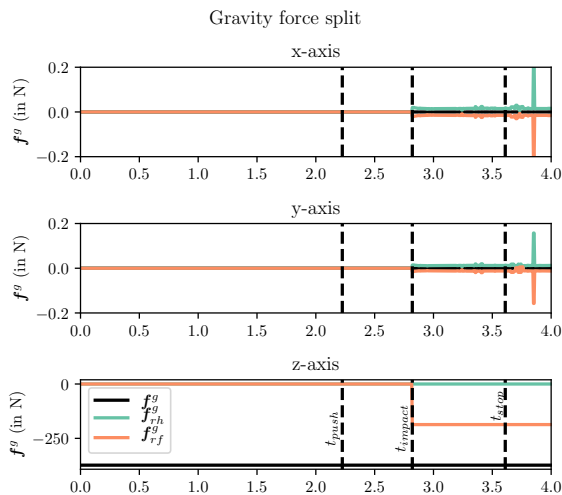 Gravity force split
x-axis
f^g (in N)
0.2
0.0
−0.2
0.0 0.5 1.0 1.5 2.0 2.5 3.0 3.5 4.0
y-axis
f^g (in N)
0.2
0.0
−0.2
0.0 0.5 1.0 1.5 2.0 2.5 3.0 3.5 4.0
z-axis
f^g (in N)
0
−250
f^g
f^g_rh
f^g_rf
t_push
t_impact
t_stop
0.0 0.5 1.0 1.5 2.0 2.5 3.0 3.5 4.0